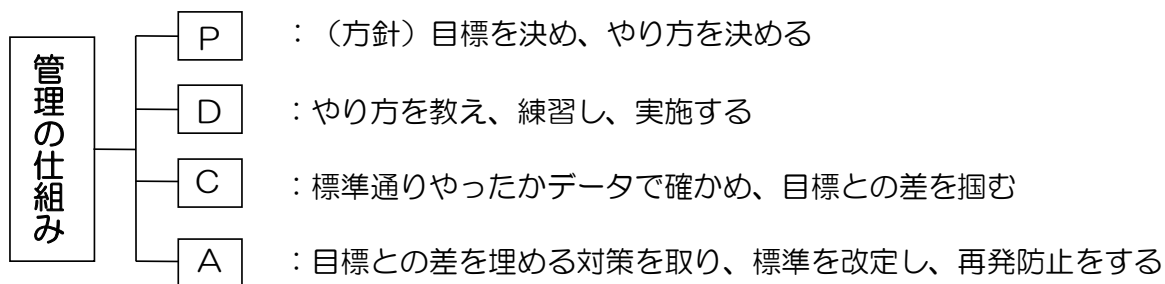 管理の仕組み
P ：（方針）目標を決め、やり方を決める
D ：やり方を教え、練習し、実施する
C ：標準通りやったかデータで確かめ、目標との差を掴む
A ：目標との差を埋める対策を取り、標準を改定し、再発防止をする